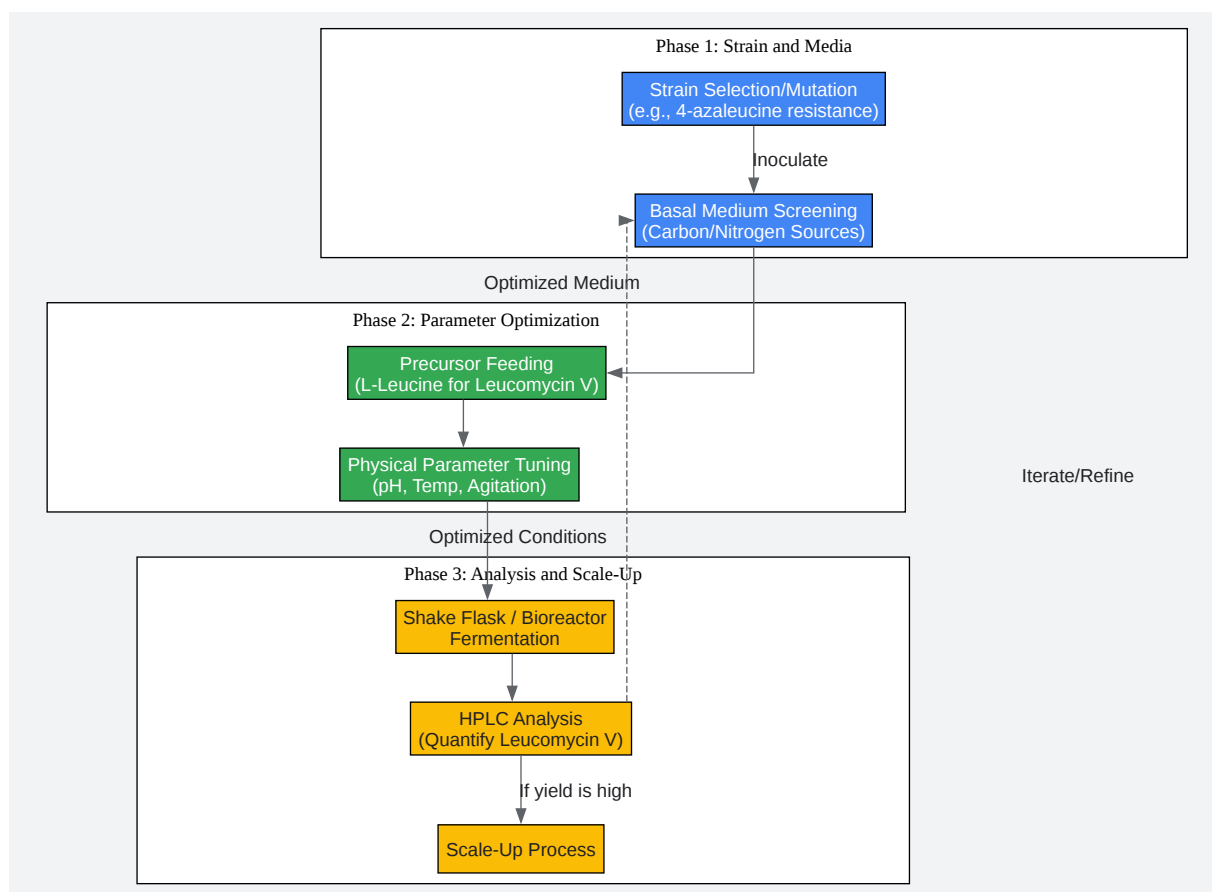 Phase 1: Strain and Media
Strain Selection/Mutation
(e.g., 4-azaleucine resistance)
Inoculate
Basal Medium Screening
(Carbon/Nitrogen Sources)
Optimized Medium
Phase 2: Parameter Optimization
Precursor Feeding
(L-Leucine for Leucomycin V)
Physical Parameter Tuning
(pH, Temp, Agitation)
Iterate/Refine
Optimized Conditions
Phase 3: Analysis and Scale-Up
Shake Flask / Bioreactor
Fermentation
HPLC Analysis
(Quantify Leucomycin V)
If yield is high
Scale-Up Process